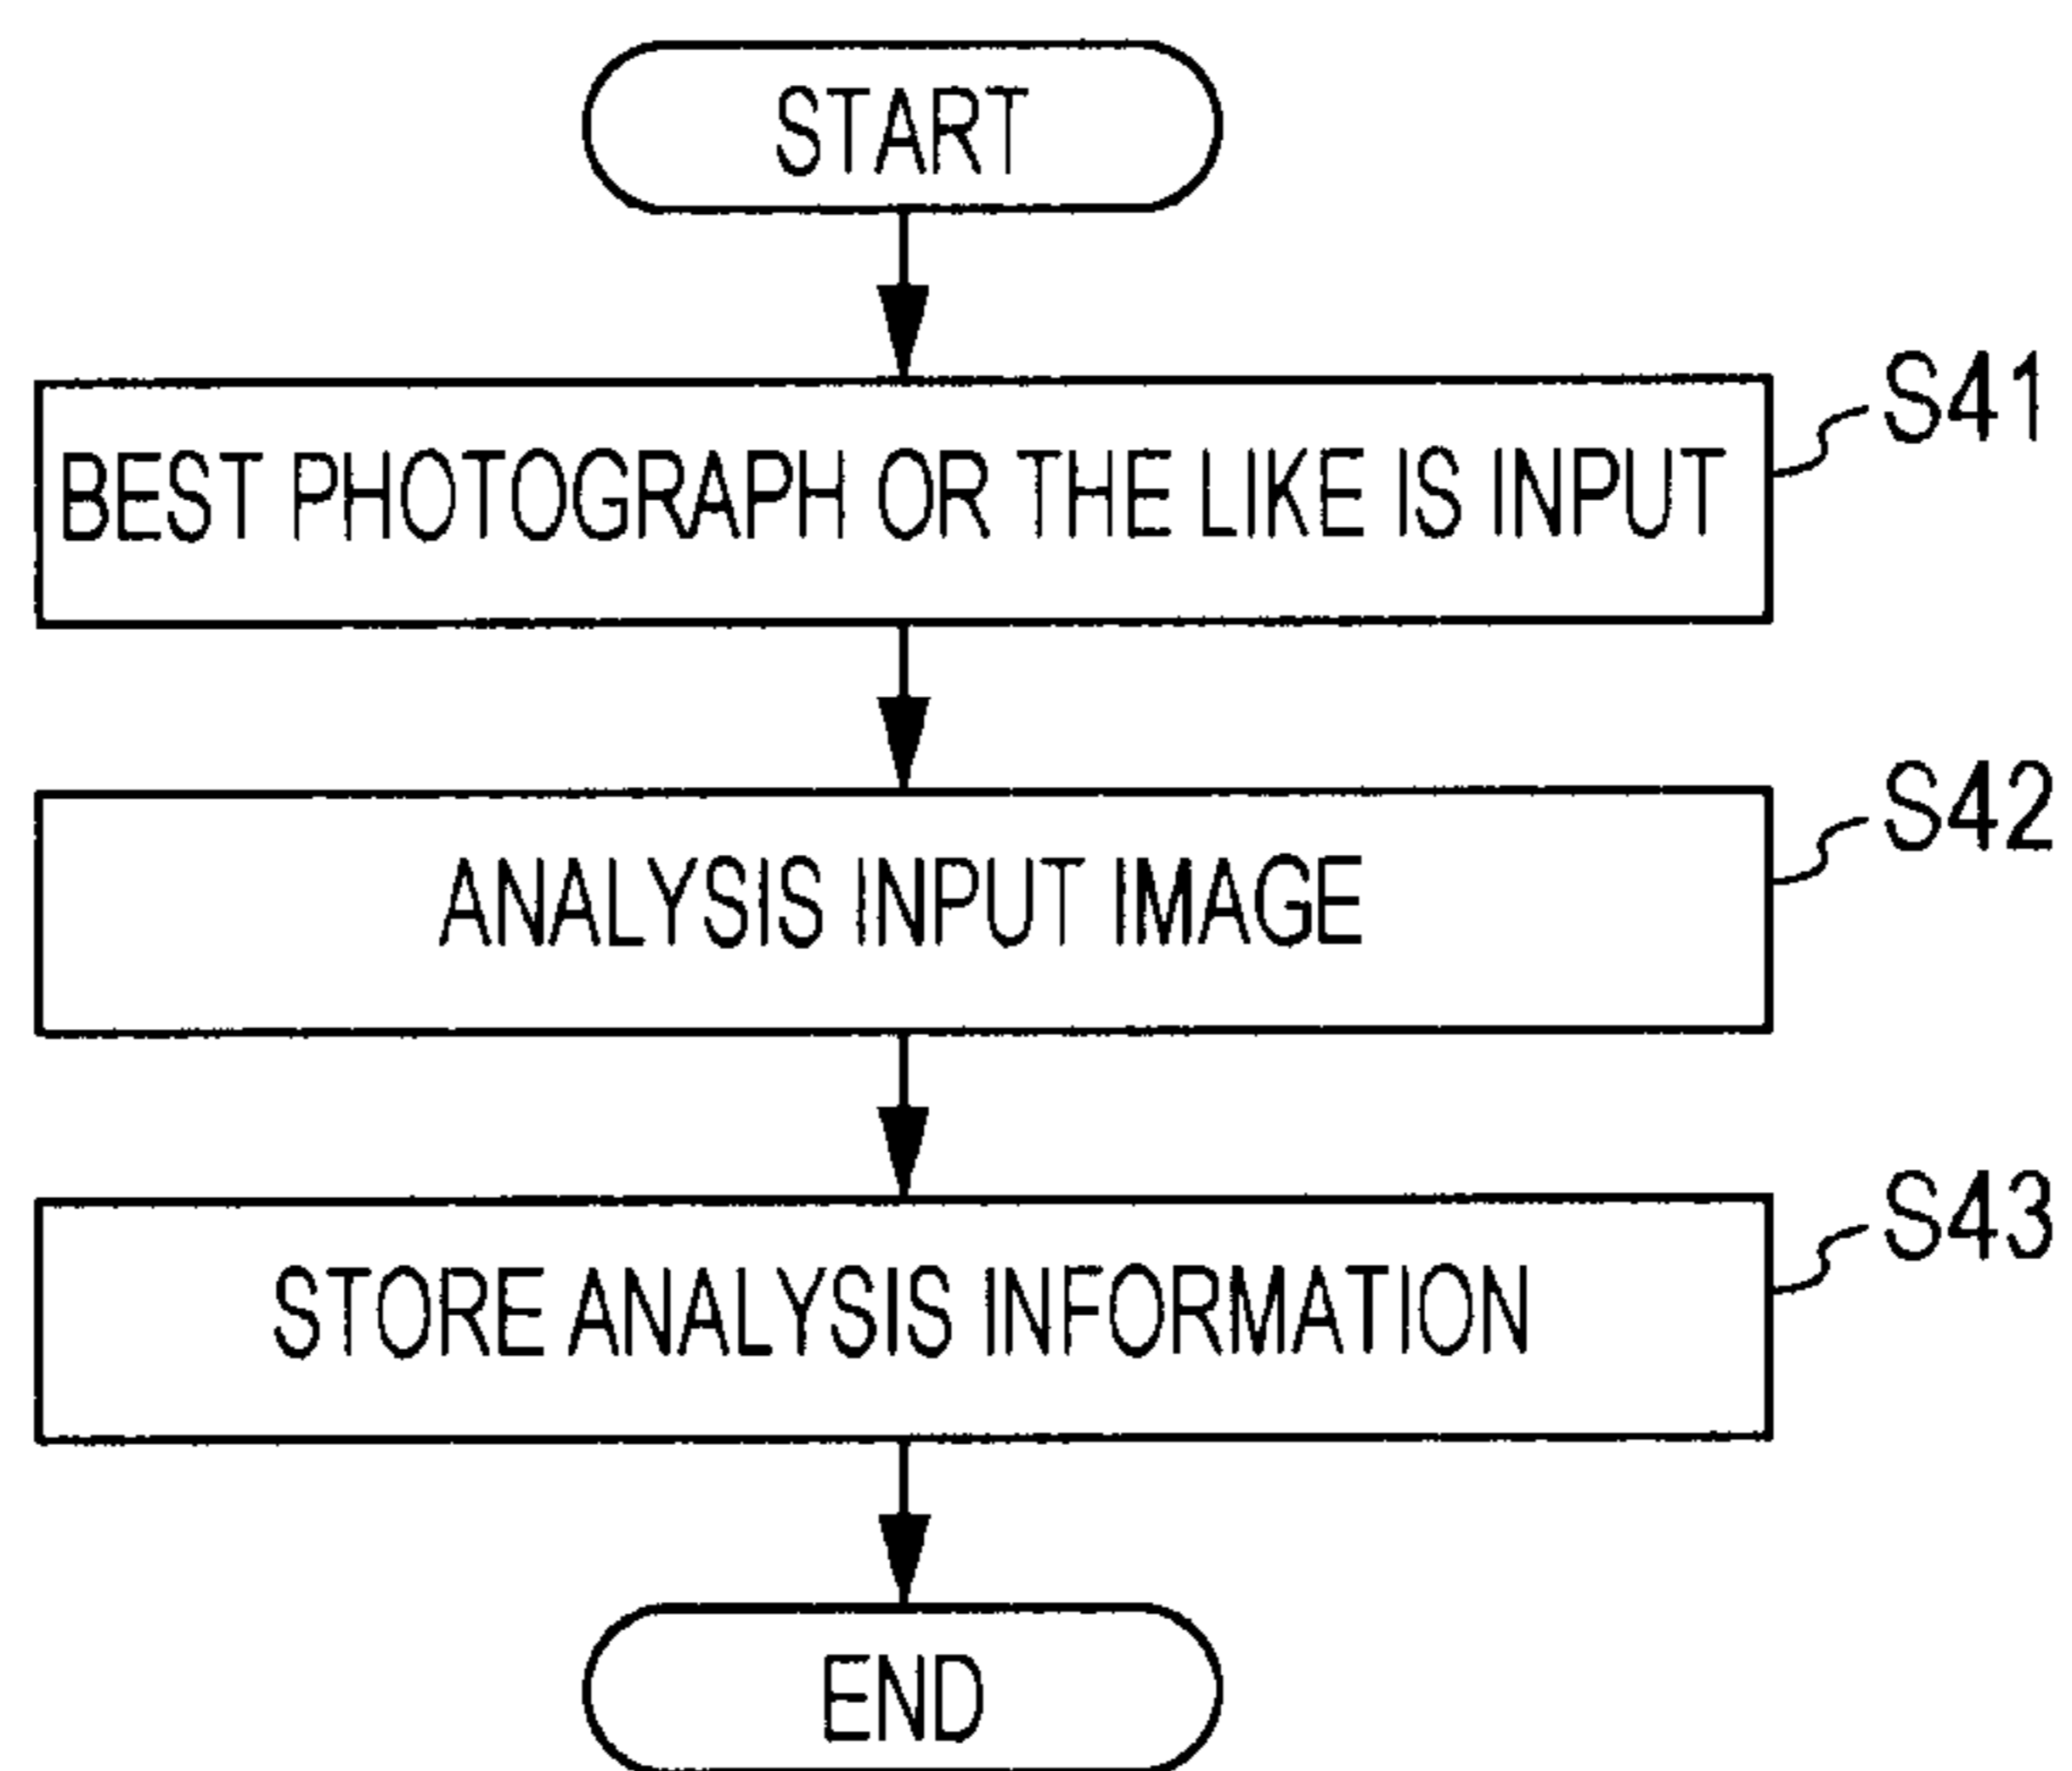 START
BEST PHOTOGRAPH OR THE LIKE IS INPUT
S41
ANALYSIS INPUT IMAGE
S42
STORE ANALYSIS INFORMATION
S43
END